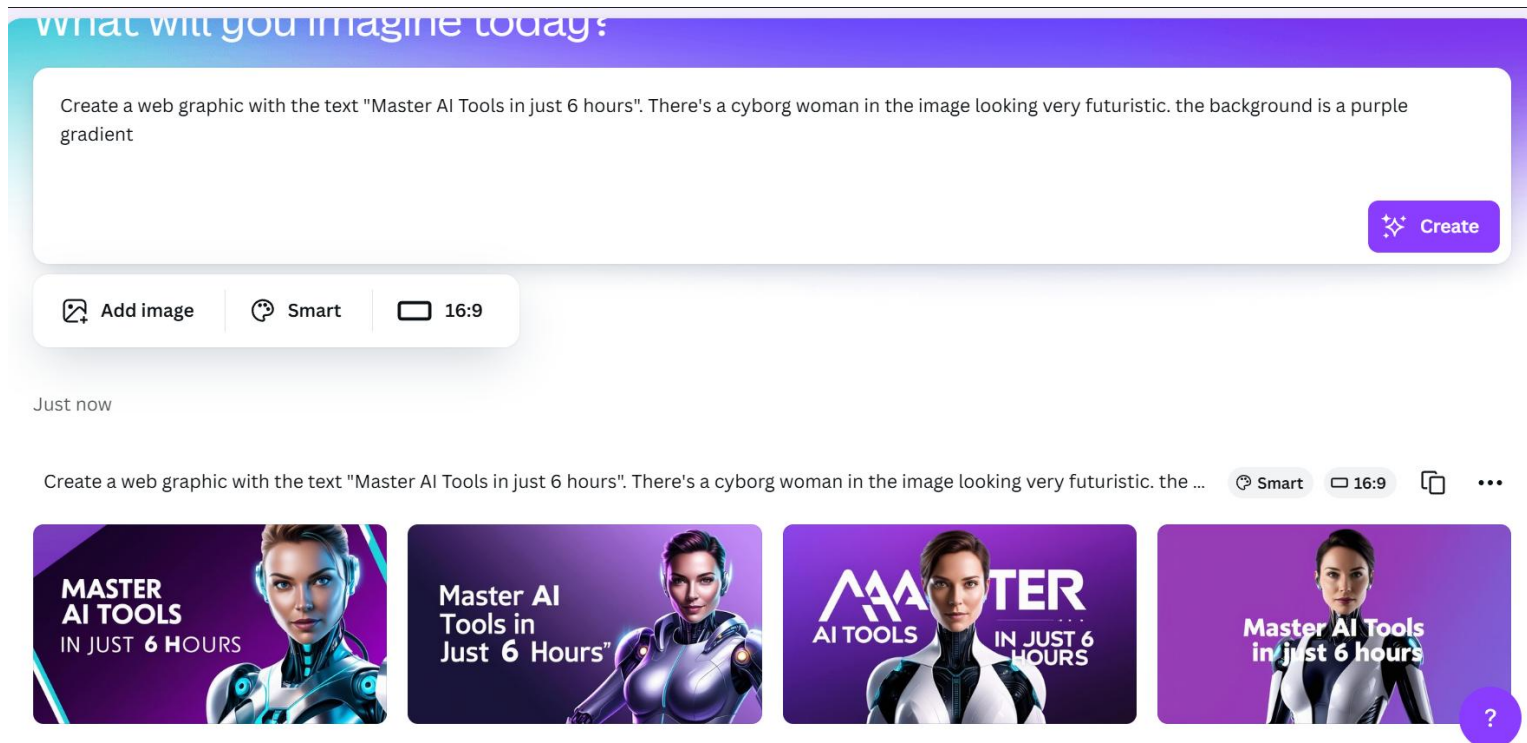 What will you imagine today?
Create a web graphic with the text "Master AI Tools in just 6 hours". There's a cyborg woman in the image looking very futuristic. the background is a purple
gradient
Create
Add image
Smart
16:9
Just now
Create a web graphic with the text "Master AI Tools in just 6 hours". There's a cyborg woman in the image looking very futuristic. the ...
Smart
16:9
MASTER
AI TOOLS
IN JUST 6 HOURS
Master AI
Tools in
Just 6 Hours”
MAA TER
AI TOOLS
IN JUST 6
HOURS
Master AI Tools
in just 6 hours
?